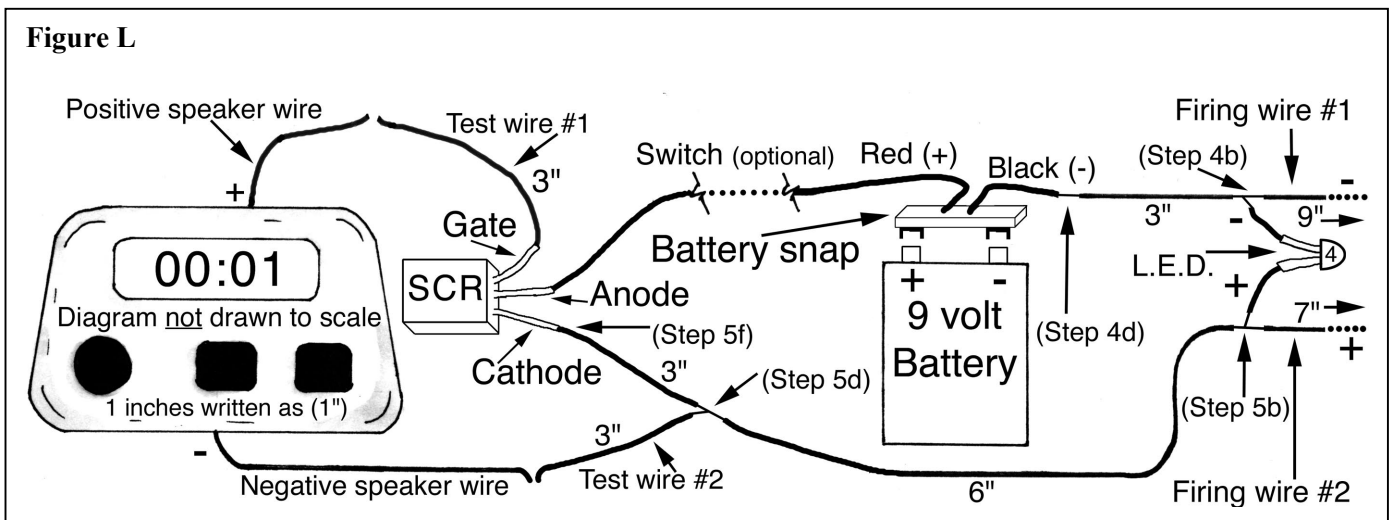 Figure L
Positive speaker wire
Test wire #1
+
3"
Gate
Switch (optional)
Red (+)
Black (-)
(Step 4b)
Firing wire #1
-
3"
9"
-
L.E.D.
4
+
7"
+
Battery snap
+ -
9 volt
Battery
(Step 4d)
00:01
Diagram not drawn to scale
1 inches written as (1")
SCR
Anode
(Step 5f)
Cathode
3"
(Step 5d)
3"
-
Negative speaker wire
Test wire #2
6"
(Step 5b)
Firing wire #2